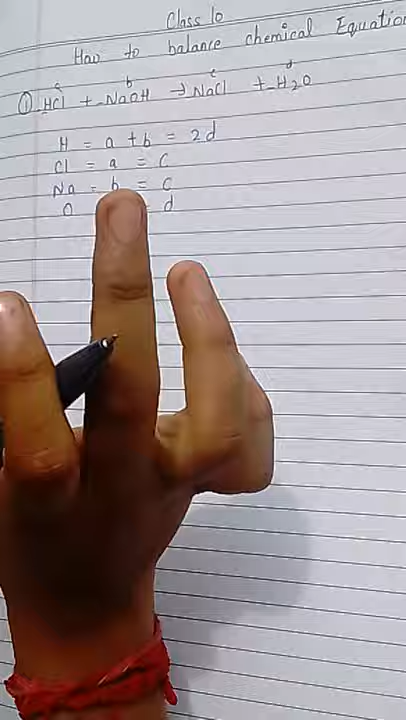 Class 10
How to balance chemical Equation
a b c d
① HCl + NaOH → NaCl + H2O
H = a + b = 2d
Cl = a = c
Na = b = c
O d